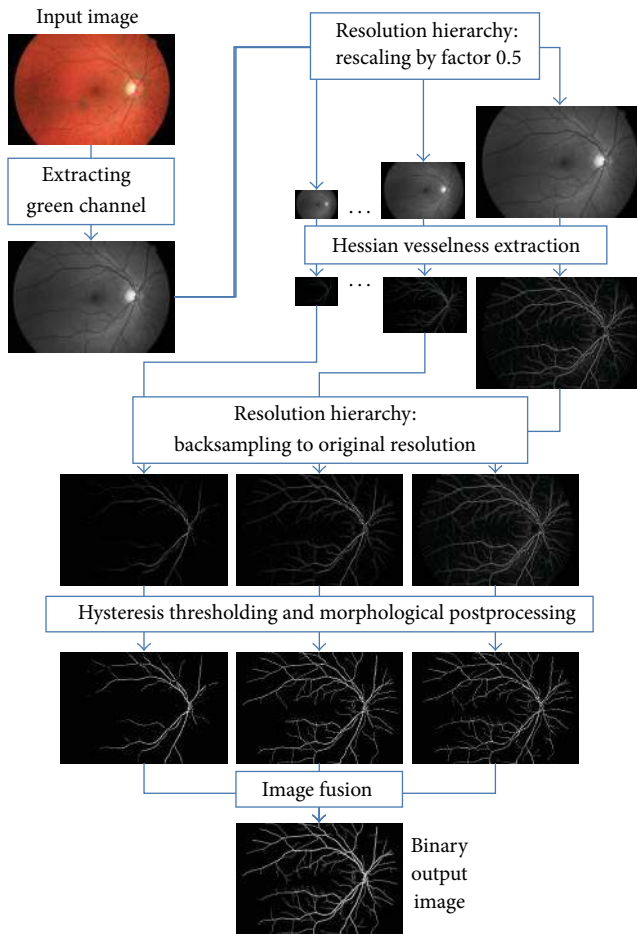 Input image
Extracting
green channel
Resolution hierarchy:
rescaling by factor 0.5
...
Hessian vesselness extraction
...
Resolution hierarchy:
backsampling to original resolution
Hysteresis thresholding and morphological postprocessing
Image fusion
Binary
output
image